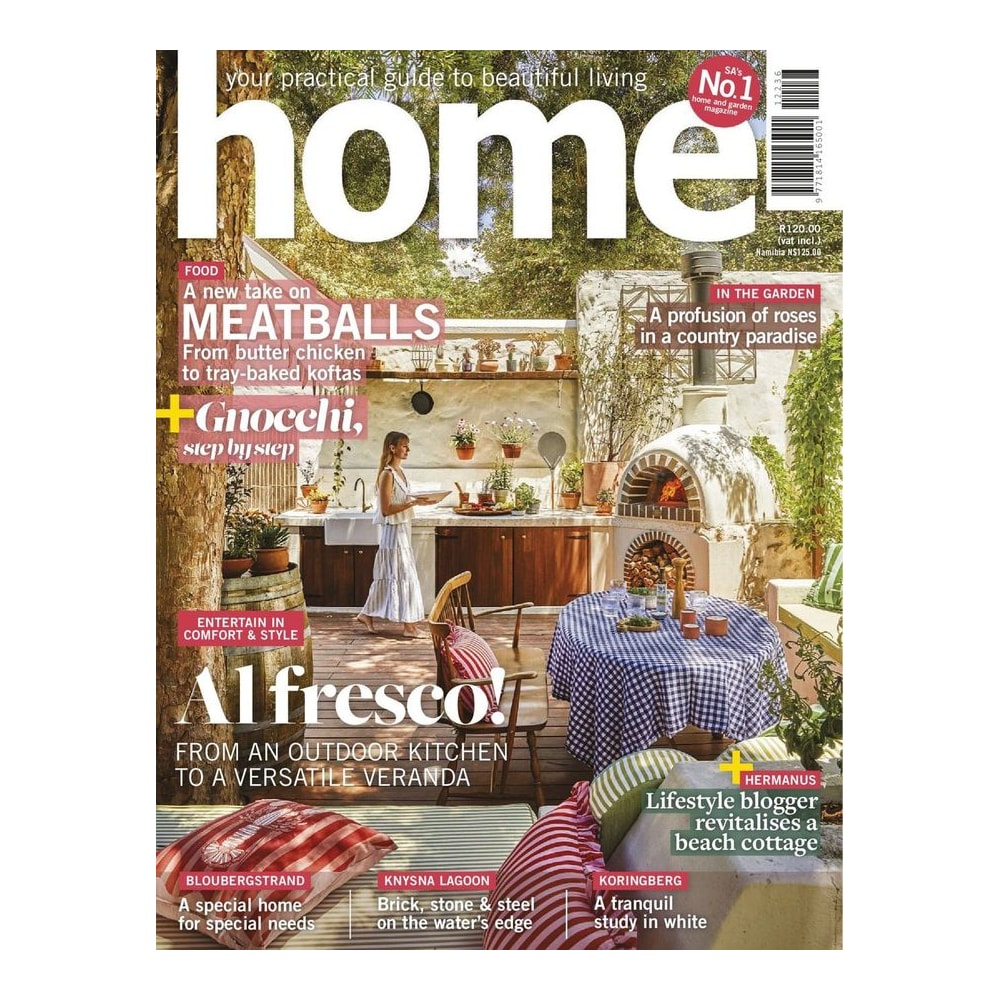 your practical guide to beautiful living
home
SA's
No.1
home and garden
magazine
12236
9 771814 165001
R120.00
(vat incl.)
Namibia N$125.00
FOOD
A new take on
MEATBALLS
From butter chicken
to tray-baked koftas
+Gnocchi,
step by step
IN THE GARDEN
A profusion of roses
in a country paradise
ENTERTAIN IN
COMFORT & STYLE
Al fresco!
FROM AN OUTDOOR KITCHEN
TO A VERSATILE VERANDA
+HERMANUS
Lifestyle blogger
revitalises a
beach cottage
BLOUBERGSTRAND
A special home
for special needs
KNYSNA LAGOON
Brick, stone & steel
on the water's edge
KORINGBERG
A tranquil
study in white